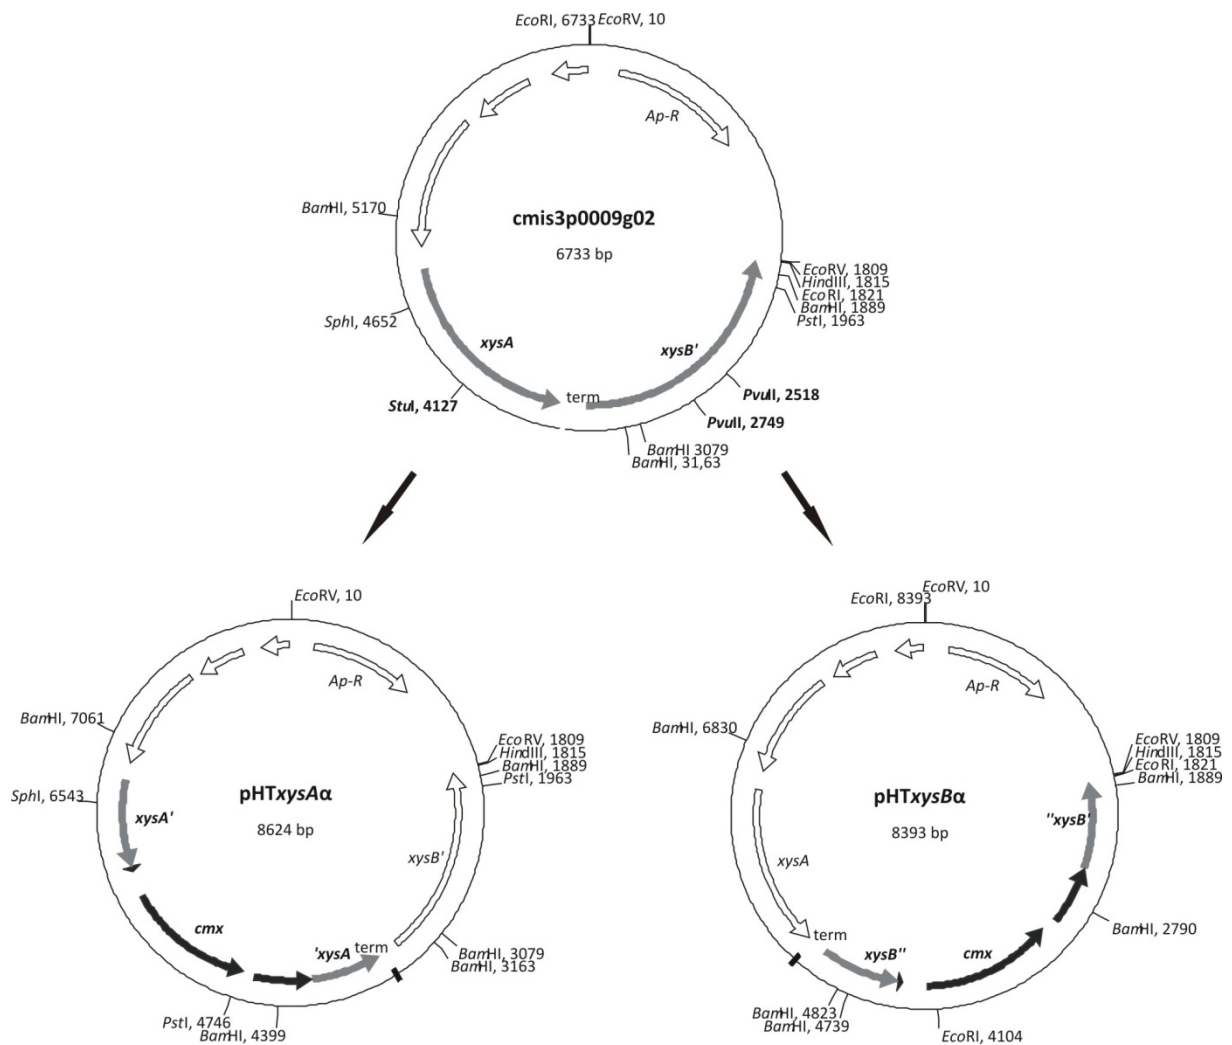 EcoRI, 6733 EcoRV, 10
Ap-R
BamHI, 5170
cmis3p0009g02
6733 bp
EcoRV, 1809
HindIII, 1815
EcoRI, 1821
BamHI, 1889
PstI, 1963
SphI, 4652
xysA
xysB'
PvuII, 2518
term
StuI, 4127
PvuII, 2749
BamHI 3079
BamHI, 31,63
EcoRV, 10
Ap-R
BamHI, 7061
EcoRV, 1809
HindIII, 1815
BamHI, 1889
PstI, 1963
SphI, 6543
pHTxysAα
xysA'
8624 bp
xysB'
cmx
'xysA
term
BamHI, 3079
BamHI, 3163
PstI, 4746
BamHI, 4399
EcoRV, 10
EcoRI, 8393
Ap-R
BamHI, 6830
EcoRV, 1809
HindIII, 1815
EcoRI, 1821
BamHI, 1889
pHTxysBα
"xysB'
8393 bp
xysA
BamHI, 2790
term
xysB"
cmx
BamHI, 4823
BamHI, 4739
EcoRI, 4104